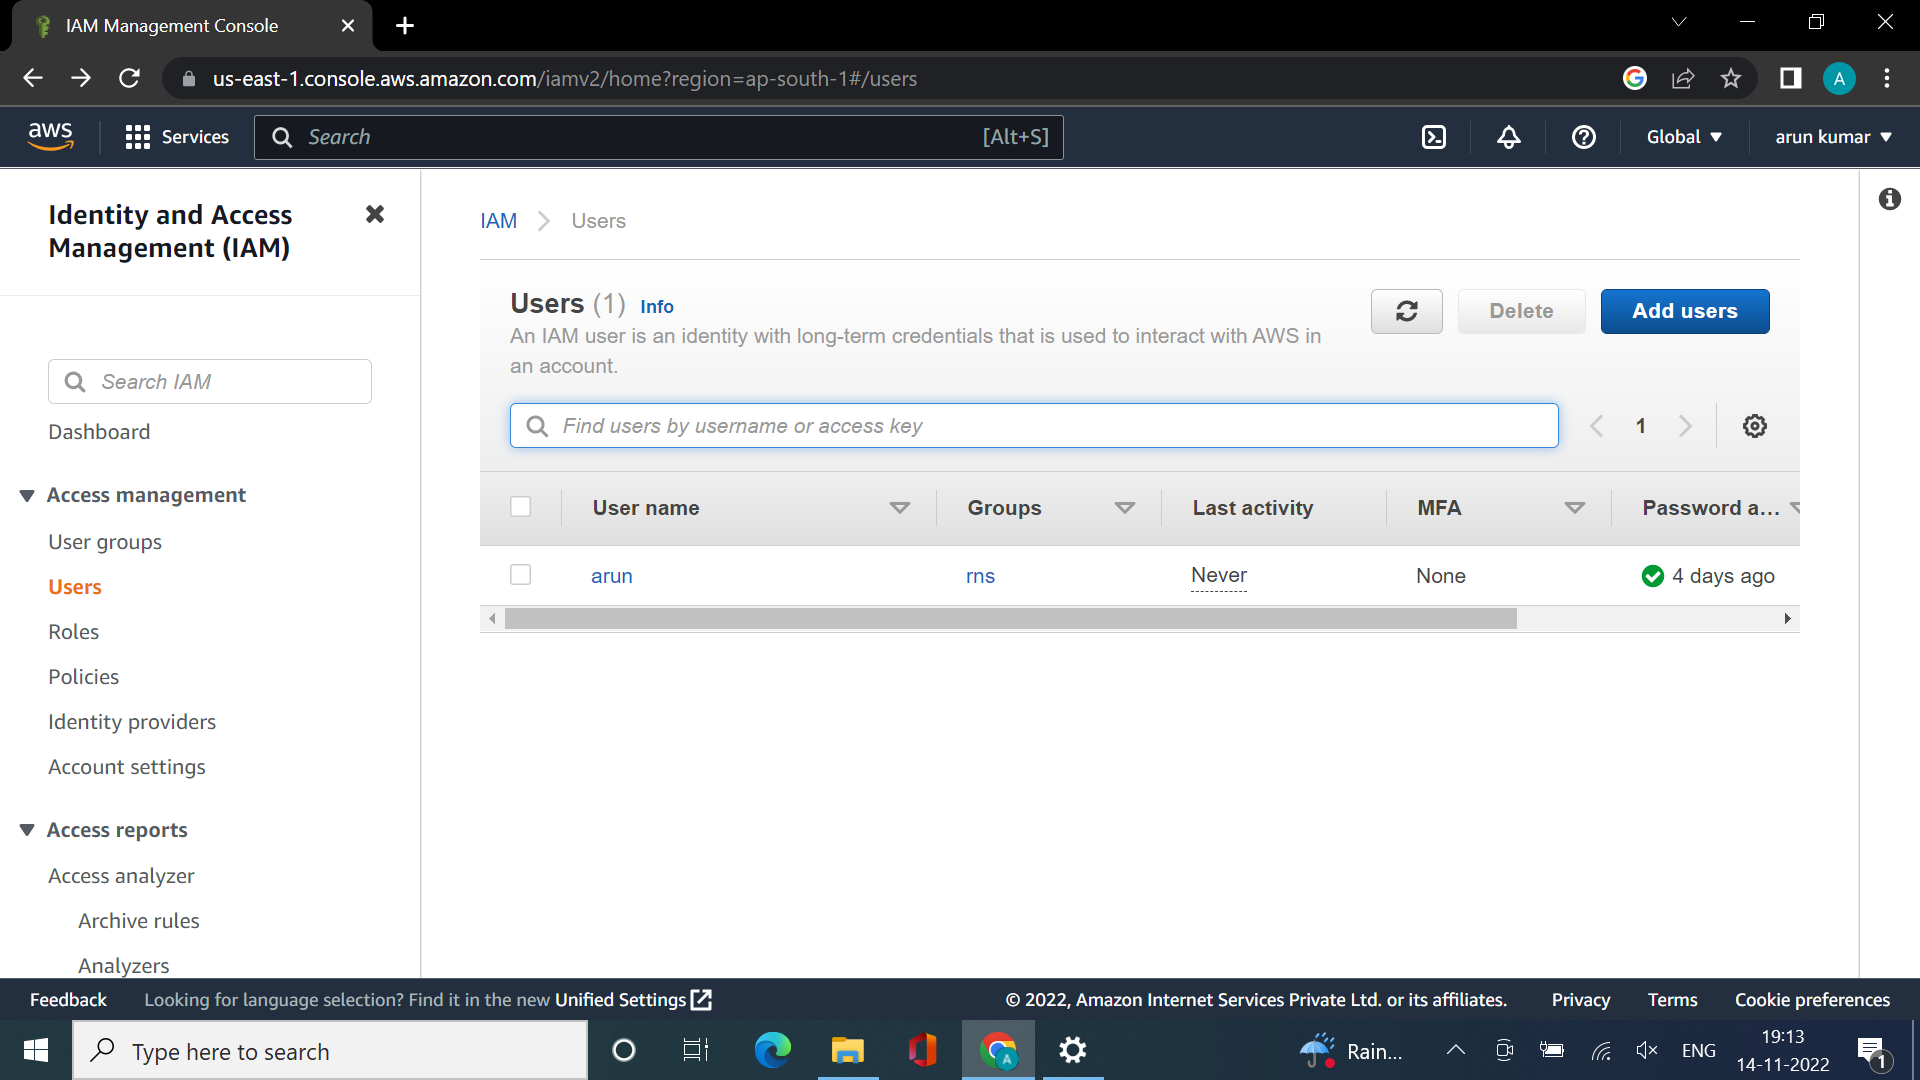 IAM Management Console
us-east-1.console.aws.amazon.com/iamv2/home?region=ap-south-1#/users
A
aws
Services
Search
[Alt+S]
Global
arun kumar
Identity and Access
Management (IAM)
Search IAM
Dashboard
Access management
User groups
Users
Roles
Policies
Identity providers
Account settings
Access reports
Access analyzer
Archive rules
Analyzers
IAM
Users
Users (1) Info
An IAM user is an identity with long-term credentials that is used to interact with AWS in
an account.
Delete
Add users
Find users by username or access key
1
User name Groups Last activity MFA Password a...
arun rns Never None 4 days ago
Feedback Looking for language selection? Find it in the new Unified Settings © 2022, Amazon Internet Services Private Ltd. or its affiliates. Privacy Terms Cookie preferences
Type here to search
A
Rain...
ENG
19:13
14-11-2022
1